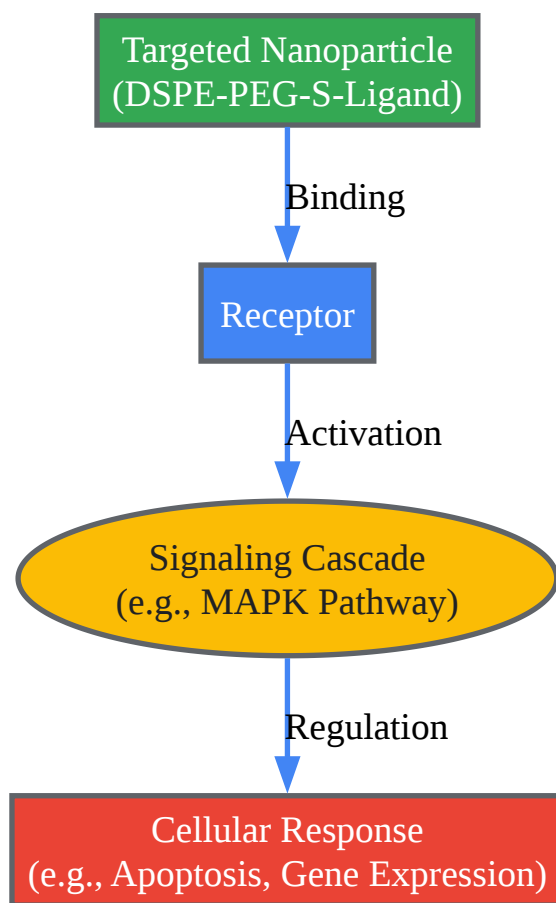 Targeted Nanoparticle
(DSPE-PEG-S-Ligand)
Binding
Receptor
Activation
Signaling Cascade
(e.g., MAPK Pathway)
Regulation
Cellular Response
(e.g., Apoptosis, Gene Expression)